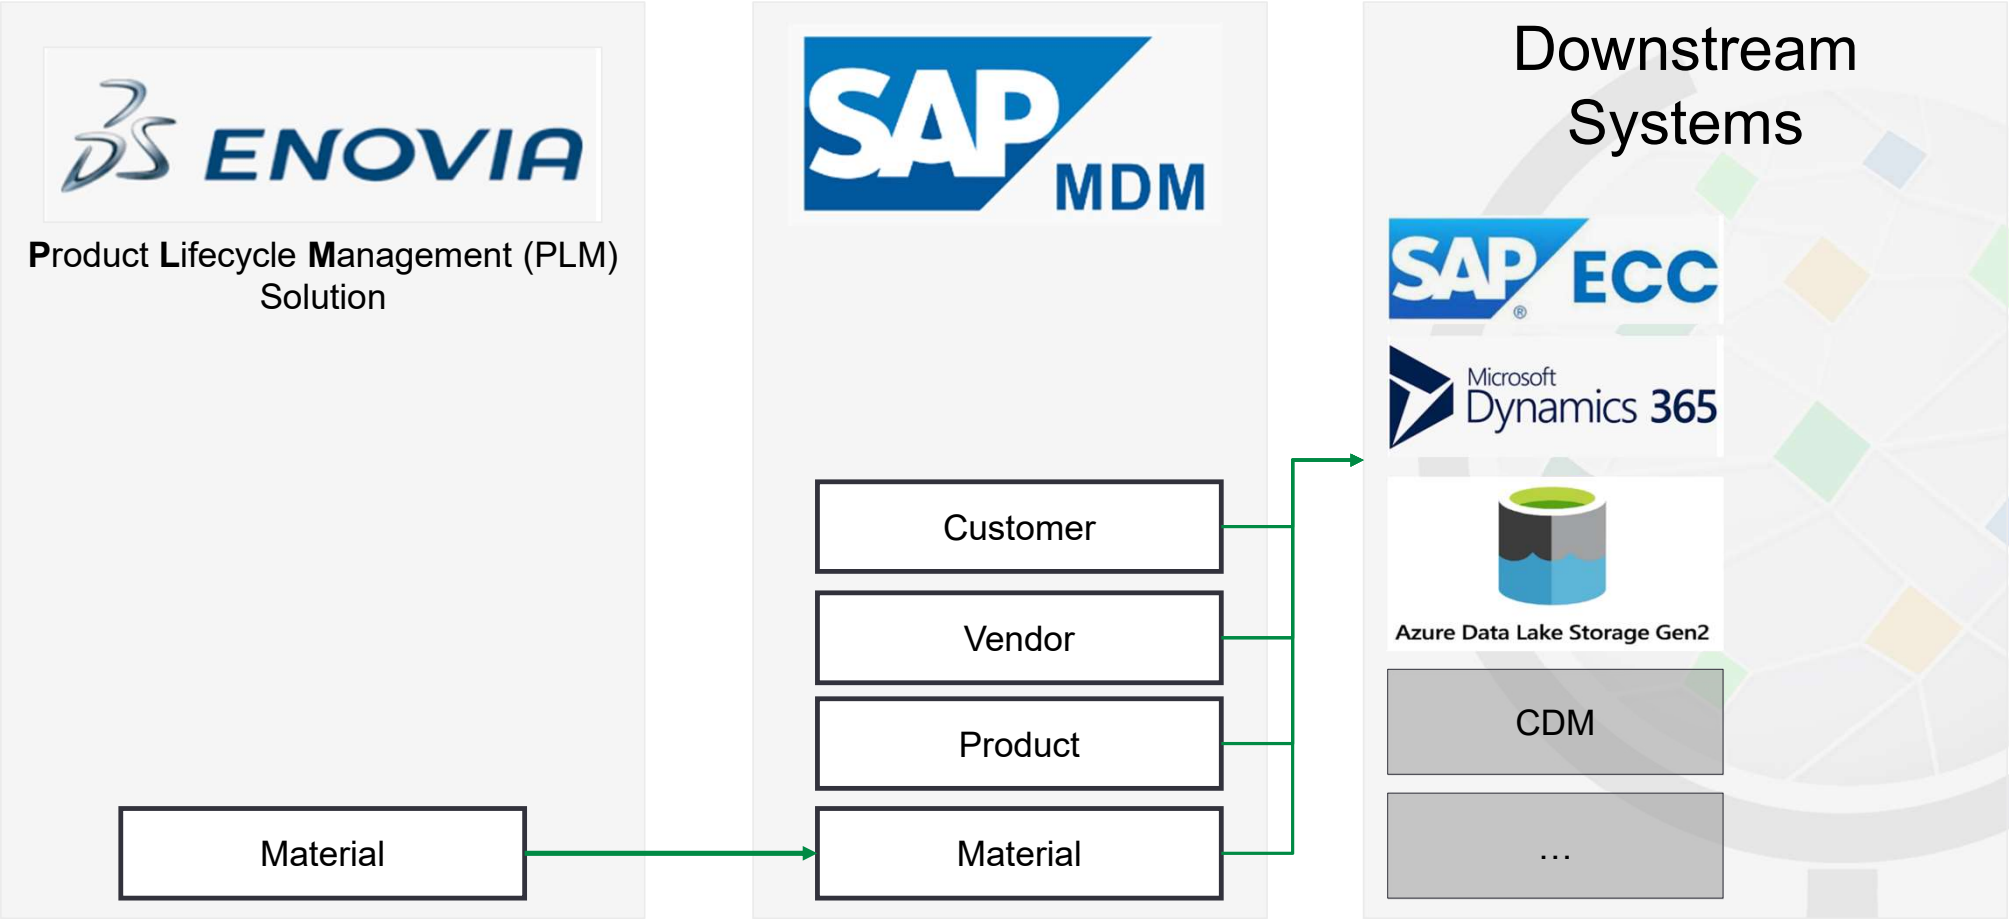 ENOVIA
Product Lifecycle Management (PLM)
Solution
Material
SAP
MDM
Customer
Vendor
Product
Material
Downstream
Systems
SAP ® ECC
Microsoft
Dynamics 365
Azure Data Lake Storage Gen2
CDM
...